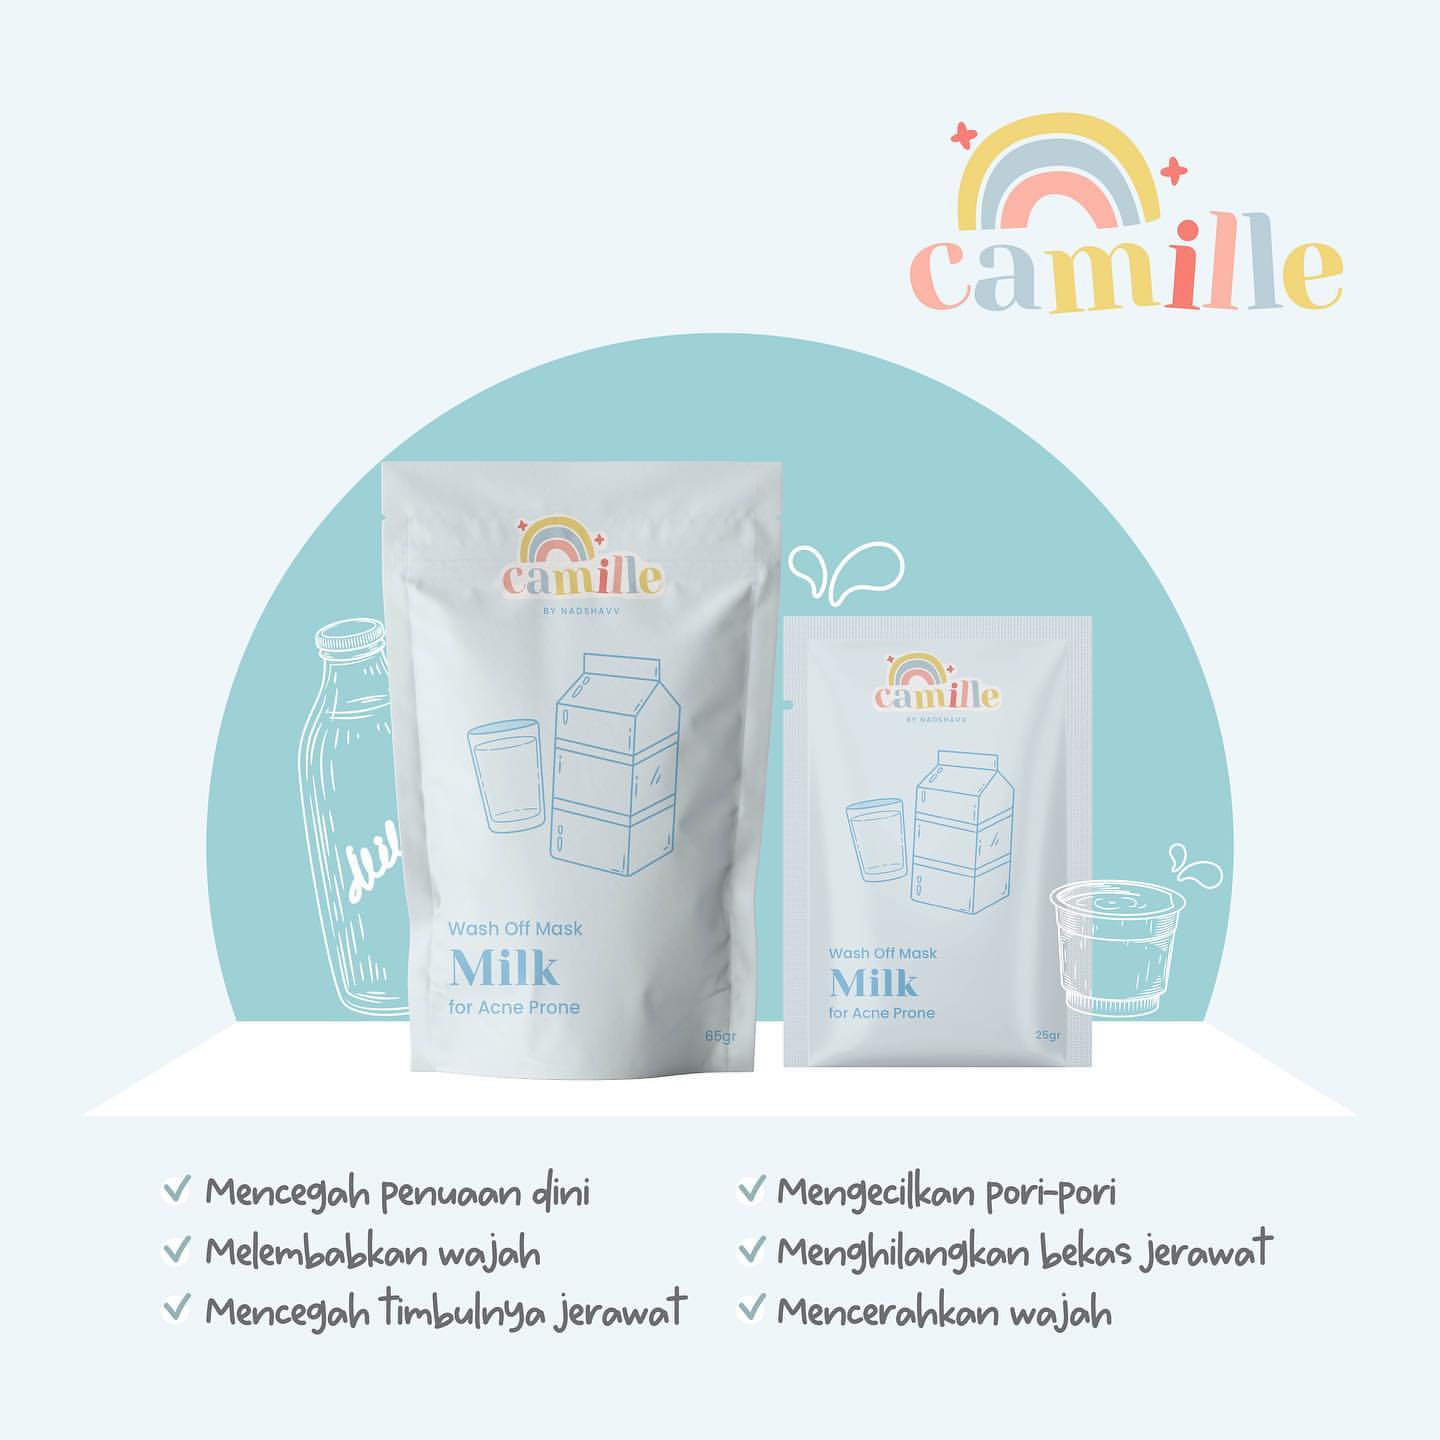 camille
camille
BY NADSHAVV
Wash Off Mask
Milk
for Acne Prone
65gr
camille
BY NADSHAVV
Wash Off Mask
Milk
for Acne Prone
25gr
Mencegah penuaan dini
Melembabkan wajah
Mencegah timbulnya jerawat
Mengecilkan pori-pori
Menghilangkan bekas jerawat
Mencerahkan wajah